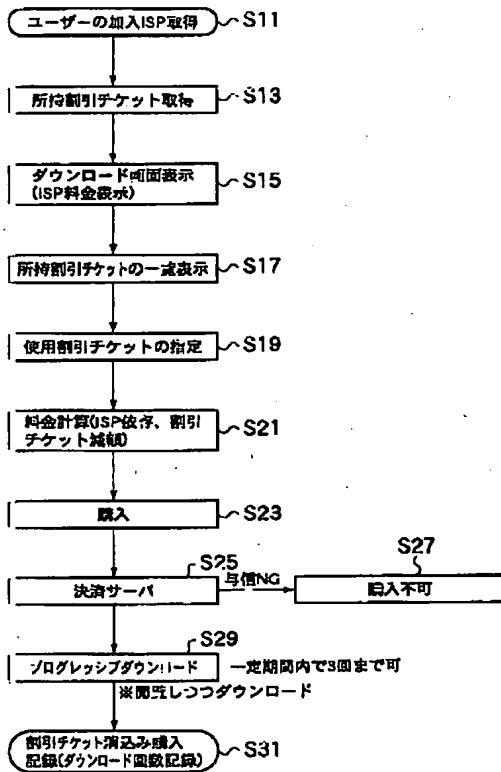 ユーザーの加入ISP取得
S11
所持割引チケット取得
S13
ダウンロード画面表示
(ISP料金表示)
S15
所持割引チケットの一覧表示
S17
使用割引チケットの指定
S19
料金計算(ISP依存、割引
チケット減額)
S21
購入
S23
S25
決済サーバ
与信NG
S27
購入不可
S29
プログレッシブダウンロード
一定期間内で3回まで可
※閲覧しつつダウンロード
割引チケット消込み購入
記録(ダウンロード回数記録)
S31